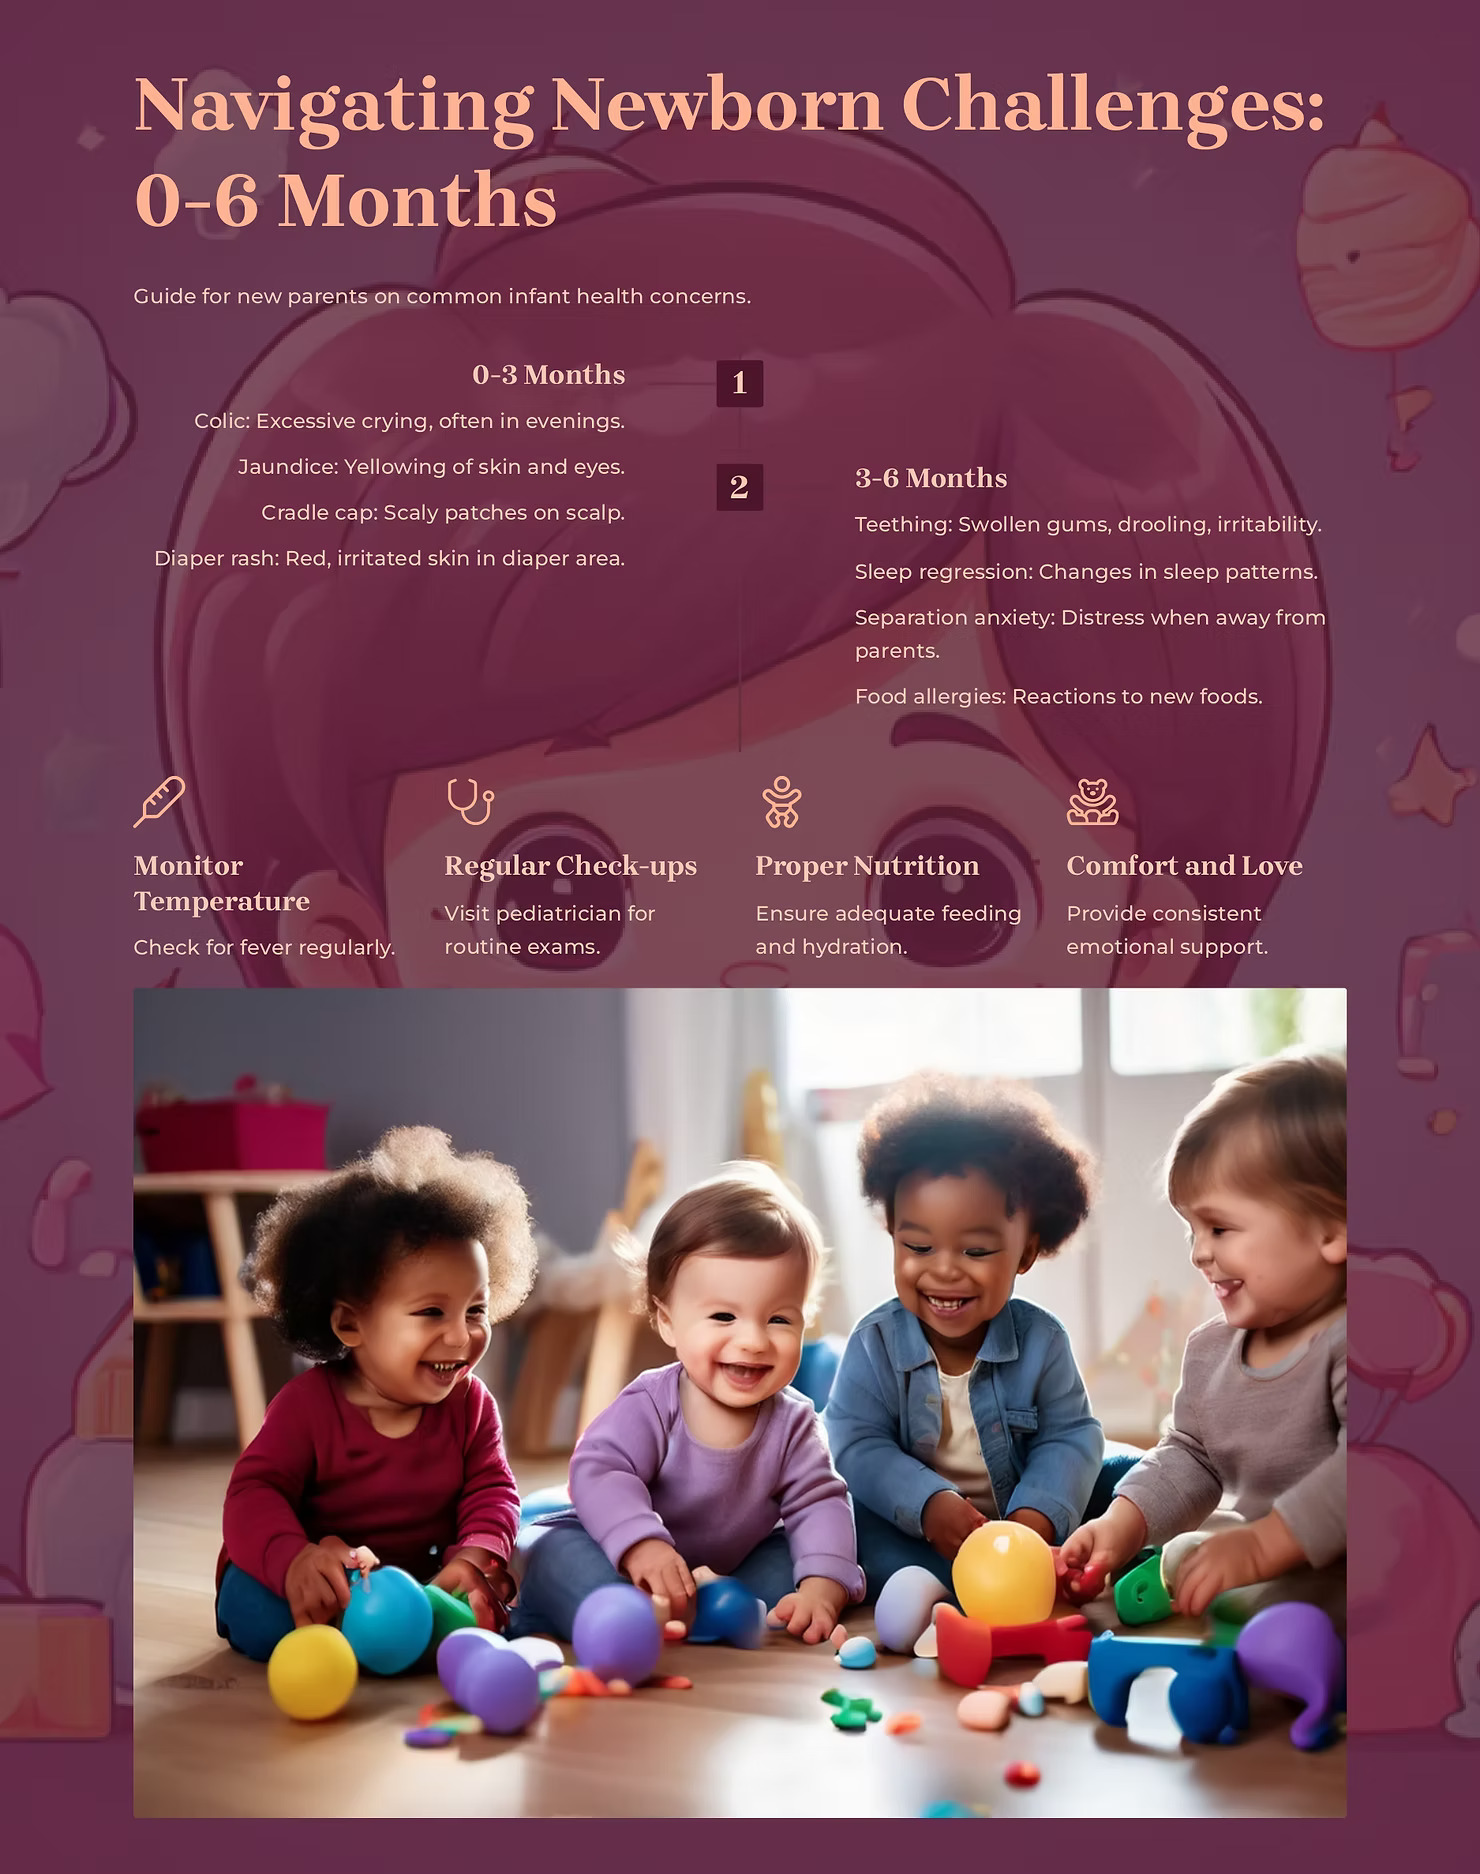 Navigating Newborn Challenges:
0-6 Months
Guide for new parents on common infant health concerns.
0-3 Months
Colic: Excessive crying, often in evenings.
Jaundice: Yellowing of skin and eyes.
Cradle cap: Scaly patches on scalp.
Diaper rash: Red, irritated skin in diaper area.
1
2
3-6 Months
Teething: Swollen gums, drooling, irritability.
Sleep regression: Changes in sleep patterns.
Separation anxiety: Distress when away from
parents.
Food allergies: Reactions to new foods.
Monitor
Temperature
Check for fever regularly.
Regular Check-ups
Visit pediatrician for
routine exams.
Proper Nutrition
Ensure adequate feeding
and hydration.
Comfort and Love
Provide consistent
emotional support.